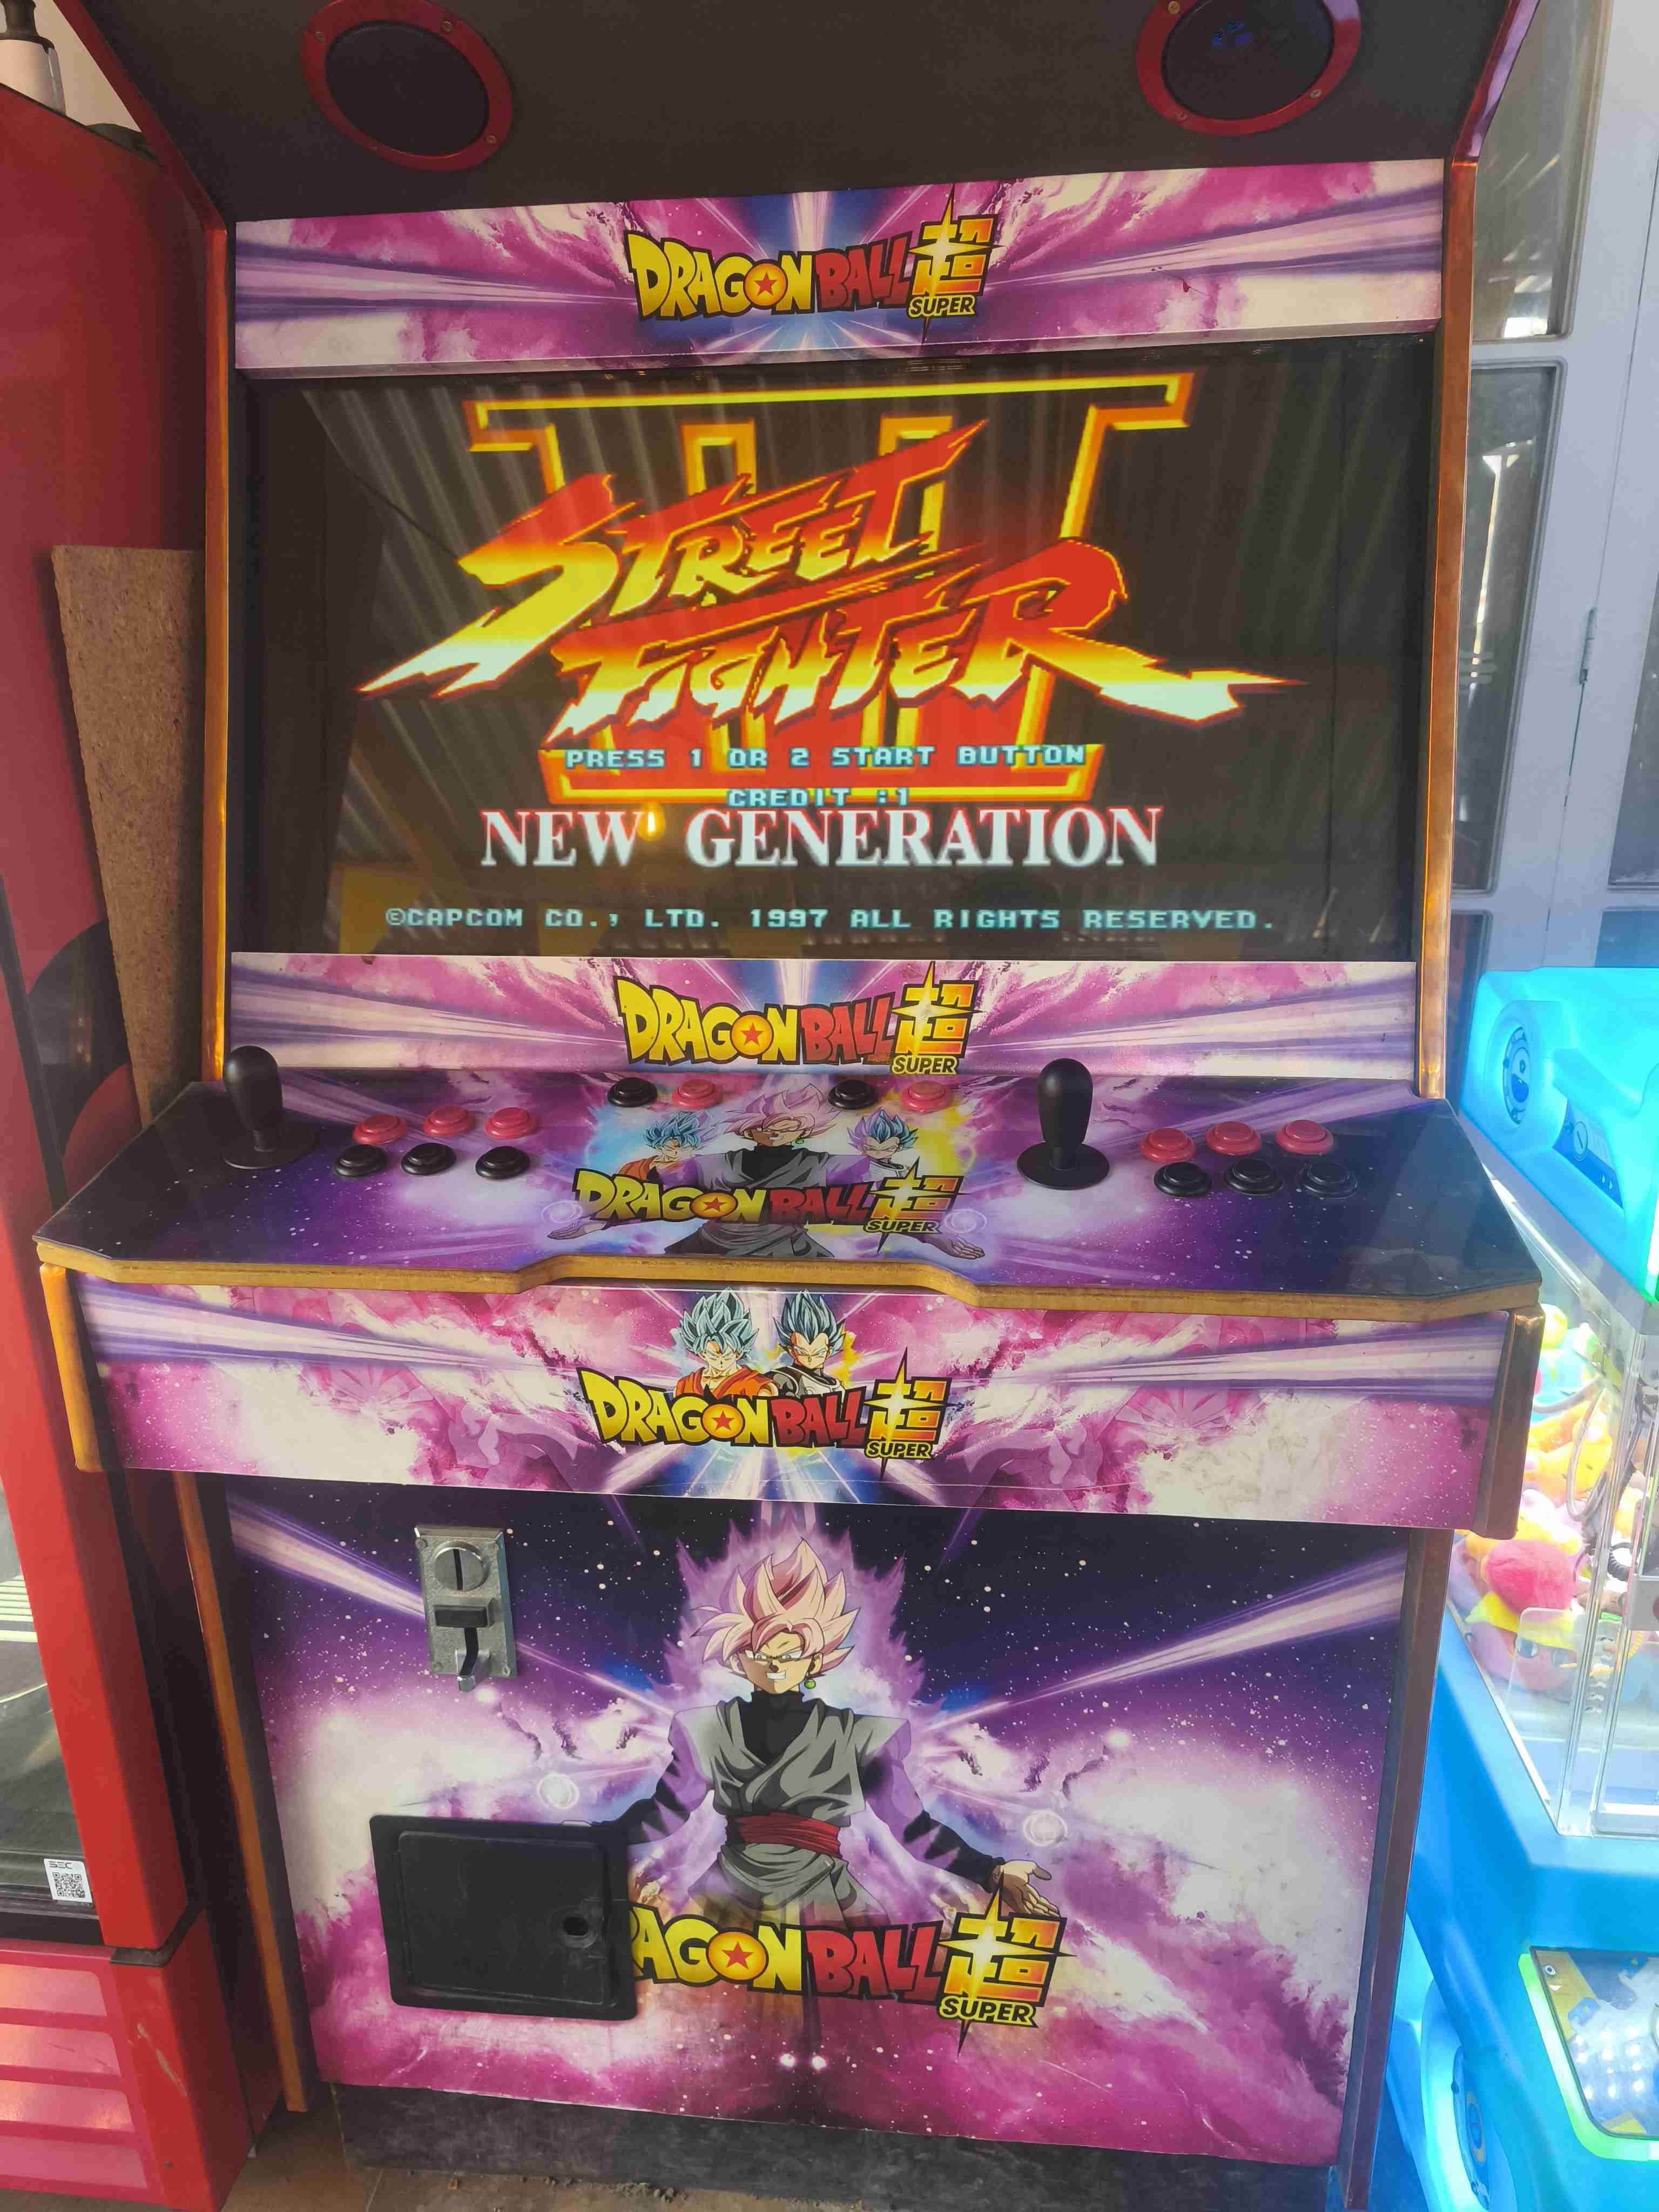 DRAGON BALL 超
SUPER
III
STREET
FIGHTER
PRESS 1 OR 2 START BUTTON
CREDIT :1
NEW GENERATION
©CAPCOM CO., LTD. 1997 ALL RIGHTS RESERVED.
DRAGON BALL 超
SUPER
DRAGON BALL 超
SUPER
DRAGON BALL 超
SUPER
SEC
RAGON BALL 超
SUPER